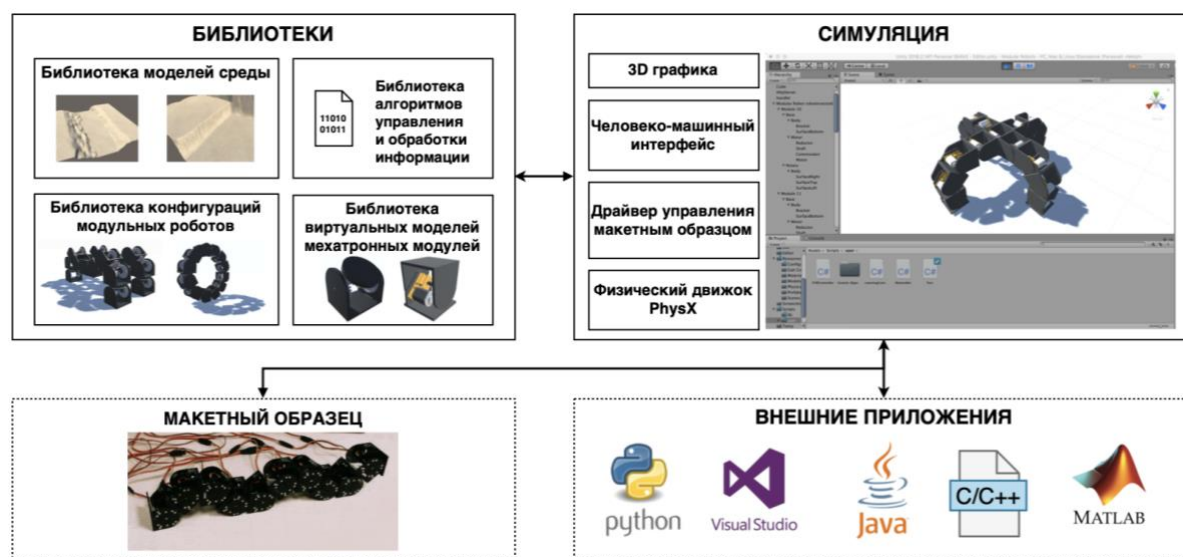 БИБЛИОТЕКИ
Библиотека моделей среды
11010
01011
Библиотека
алгоритмов
управления
и обработки
информации
Библиотека конфигураций
модульных роботов
Библиотека
виртуальных моделей
мехатронных модулей
СИМУЛЯЦИЯ
3D графика
Человеко-машинный
интерфейс
Драйвер управления
макетным образцом
Физический движок
PhysX
C#
C#
C#
C#
МАКЕТНЫЙ ОБРАЗЕЦ
ВНЕШНИЕ ПРИЛОЖЕНИЯ
python
Visual Studio
Java
C/C++
MATLAB